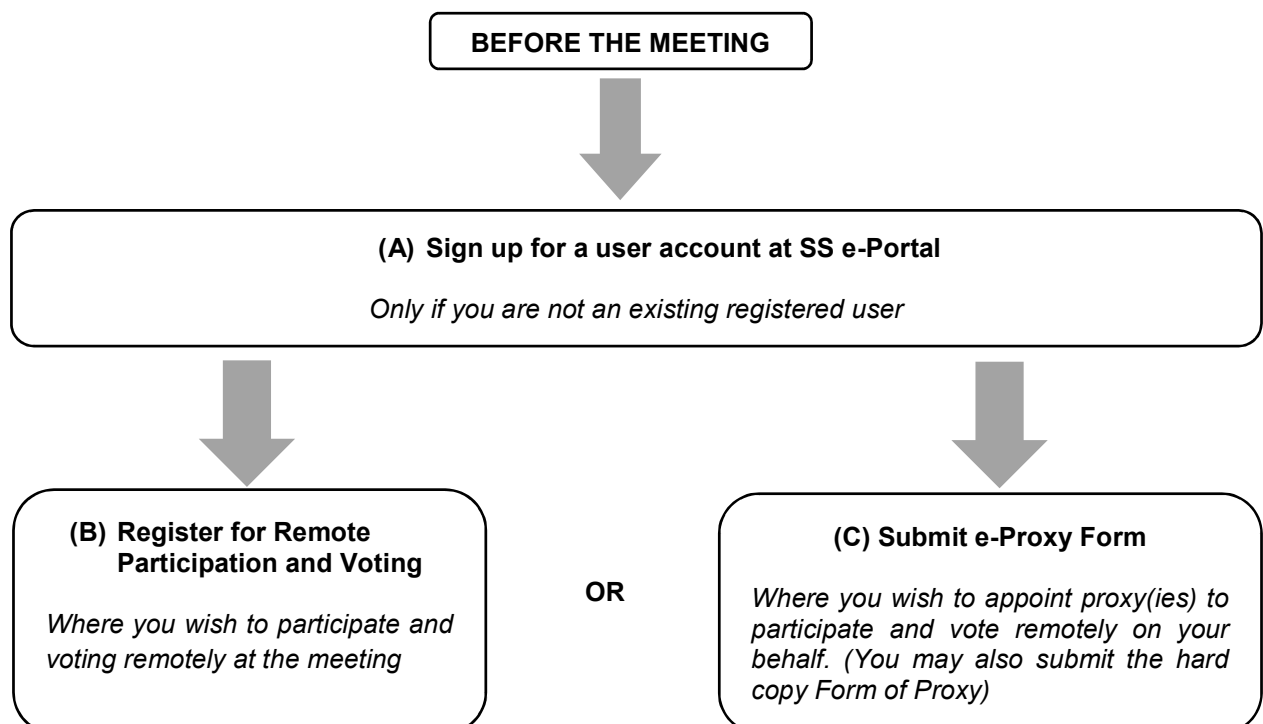 BEFORE THE MEETING
(A) Sign up for a user account at SS e-Portal
Only if you are not an existing registered user
(B) Register for Remote
Participation and Voting
Where you wish to participate and
voting remotely at the meeting
OR
(C) Submit e-Proxy Form
Where you wish to appoint proxy(ies) to
participate and vote remotely on your
behalf. (You may also submit the hard
copy Form of Proxy)